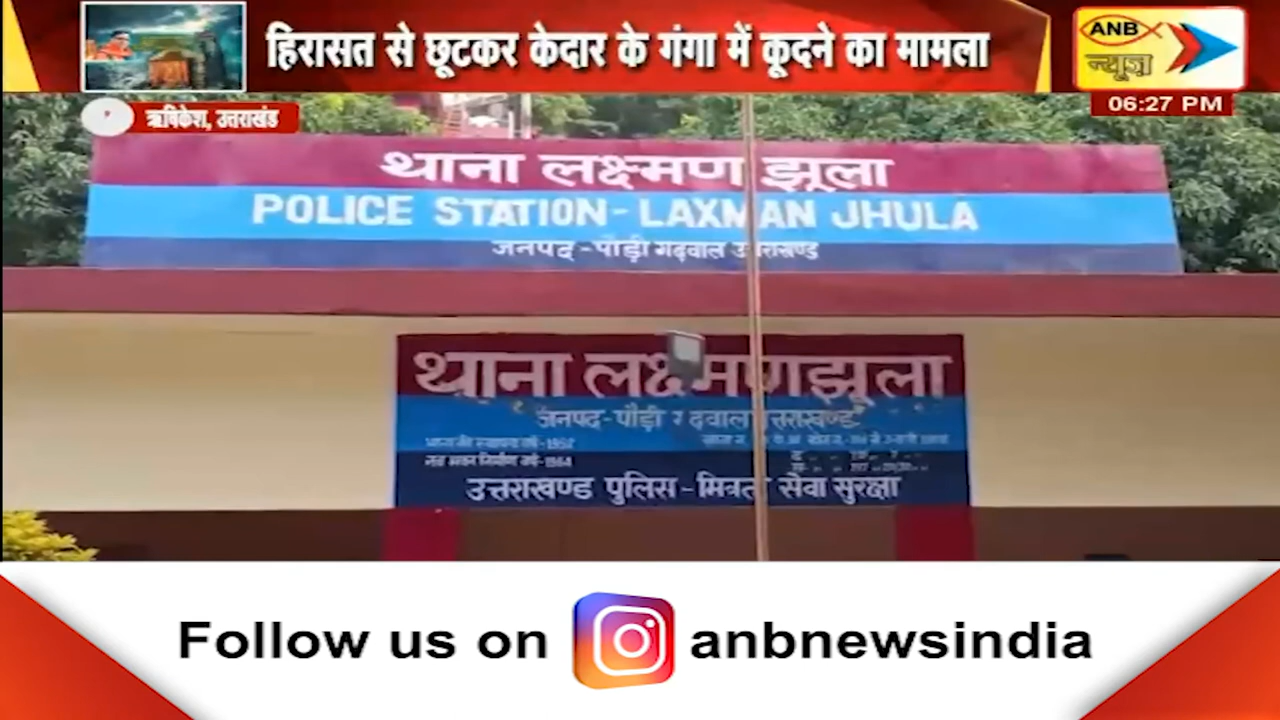 हिरासत से छूटकर केदार के गंगा में कूदने का मामला
ANB
न्यूज़
06:27 PM
ऋषिकेश, उत्तराखंड
थाना लक्ष्मण झूला
POLICE STATION-LAXMAN JHULA
जनपद-पौड़ी गढ़वाल उत्तराखण्ड
थाना लक्ष्मणझूला
जनपद-पौड़ी गढ़वाल उत्तराखण्ड
उत्तराखण्ड पुलिस-मित्रता सेवा सुरक्षा
Follow us on anbnewsindia